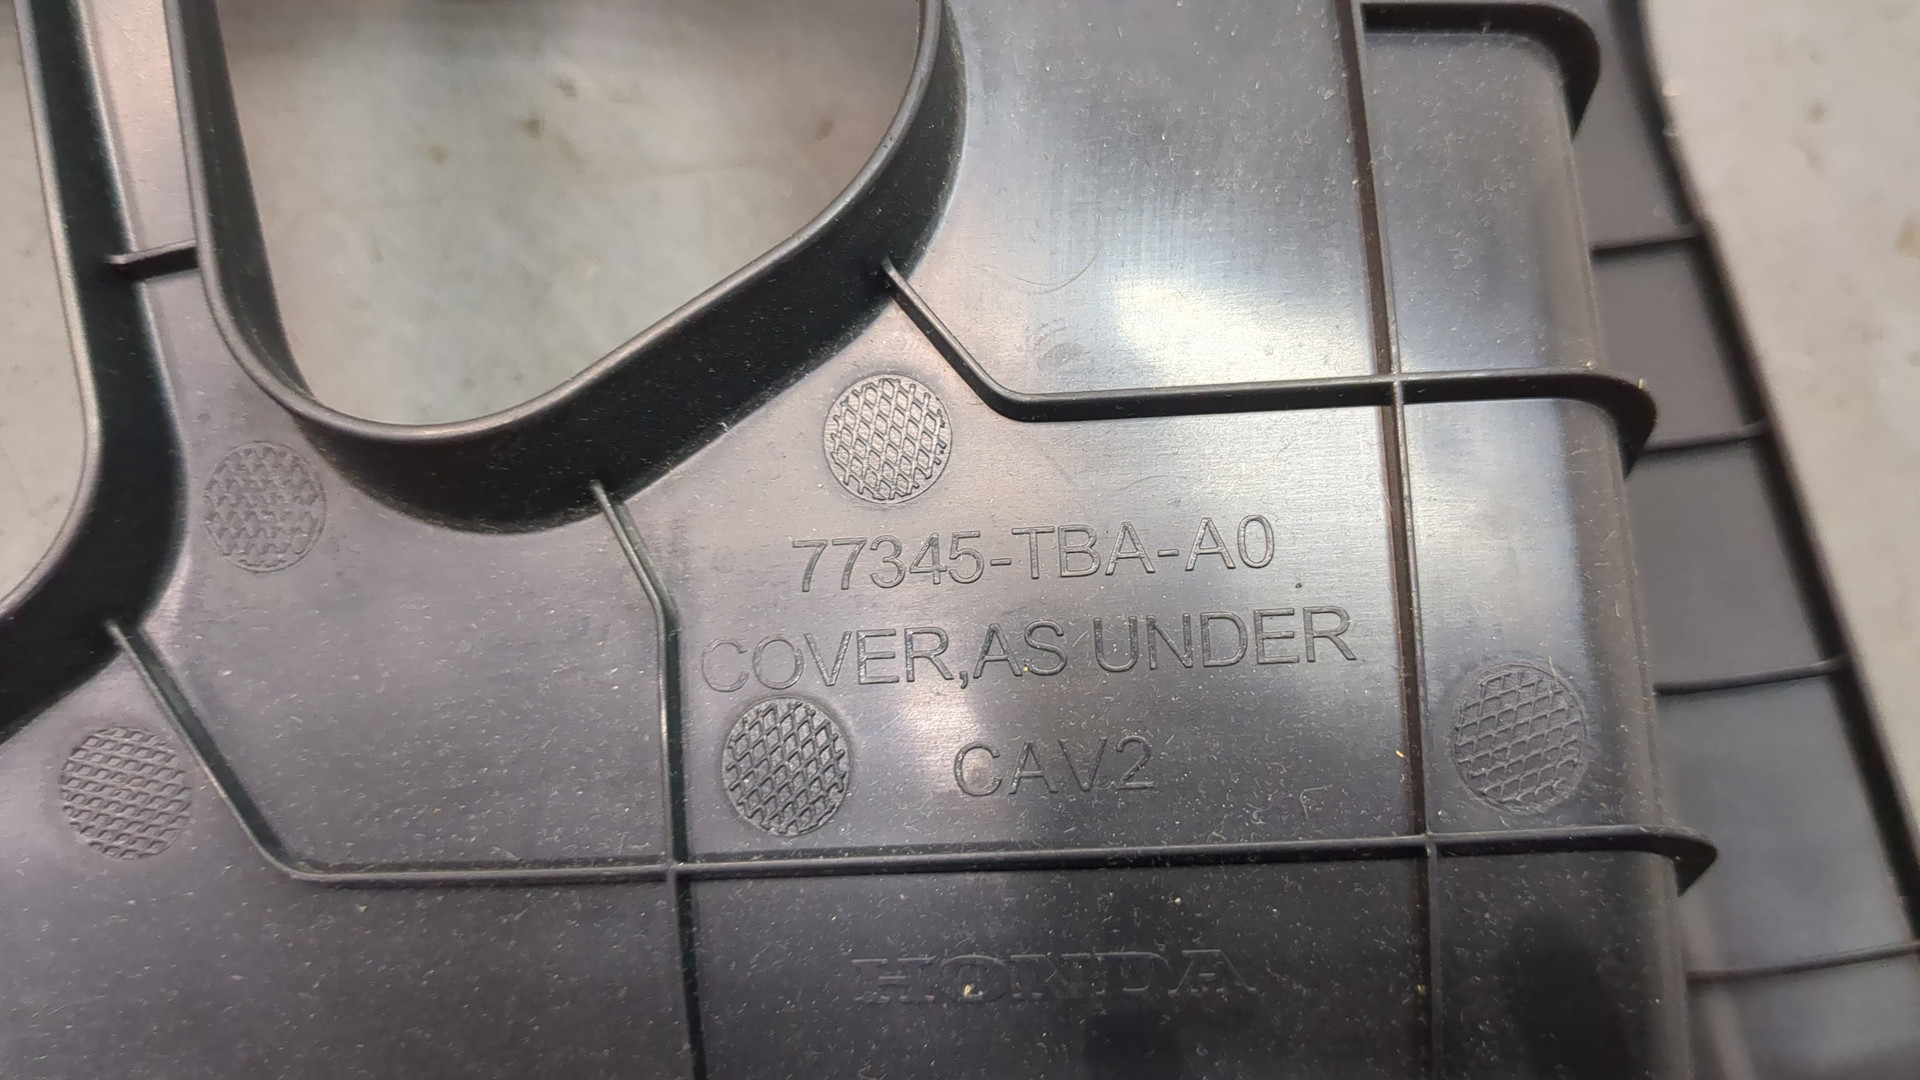 77345-TBA-A0
COVER,AS UNDER
CAV2
HONDA